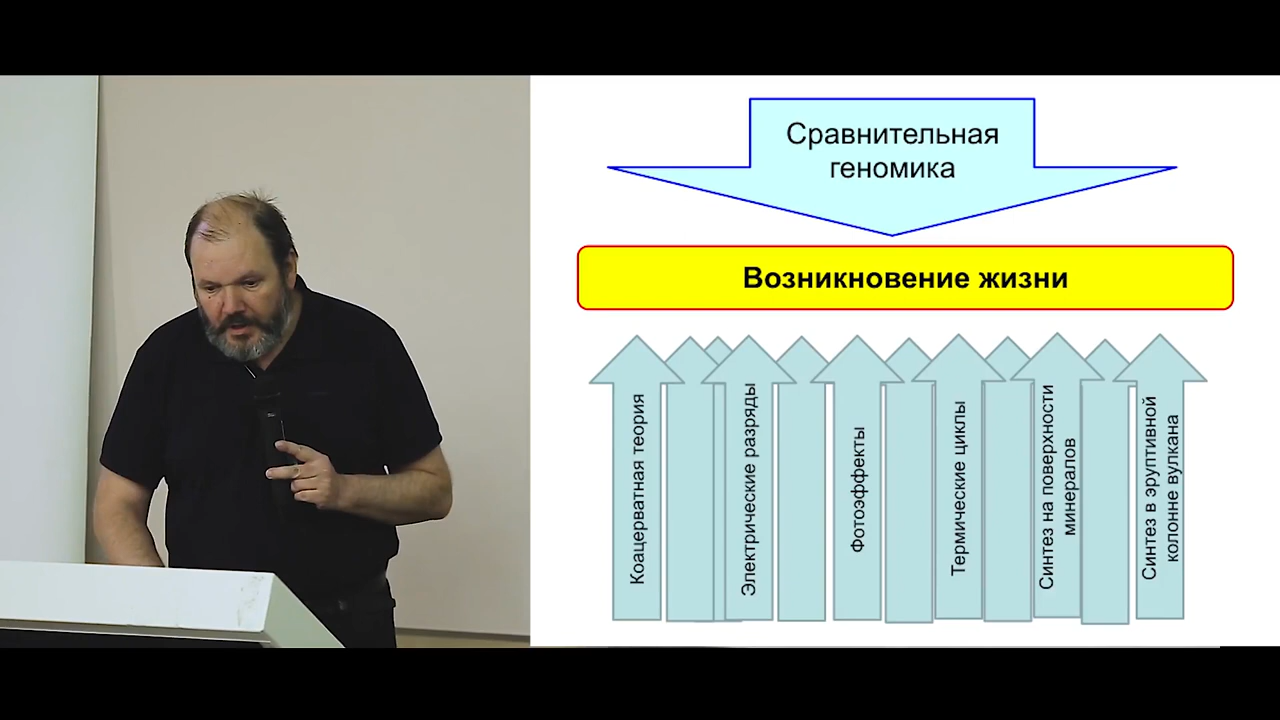 Сравнительная
геномика
Возникновение жизни
Коацерватная теория
Электрические разряды
Фотоэффекты
Термические циклы
Синтез на поверхности
минералов
Синтез в эруптивной
колонне вулкана